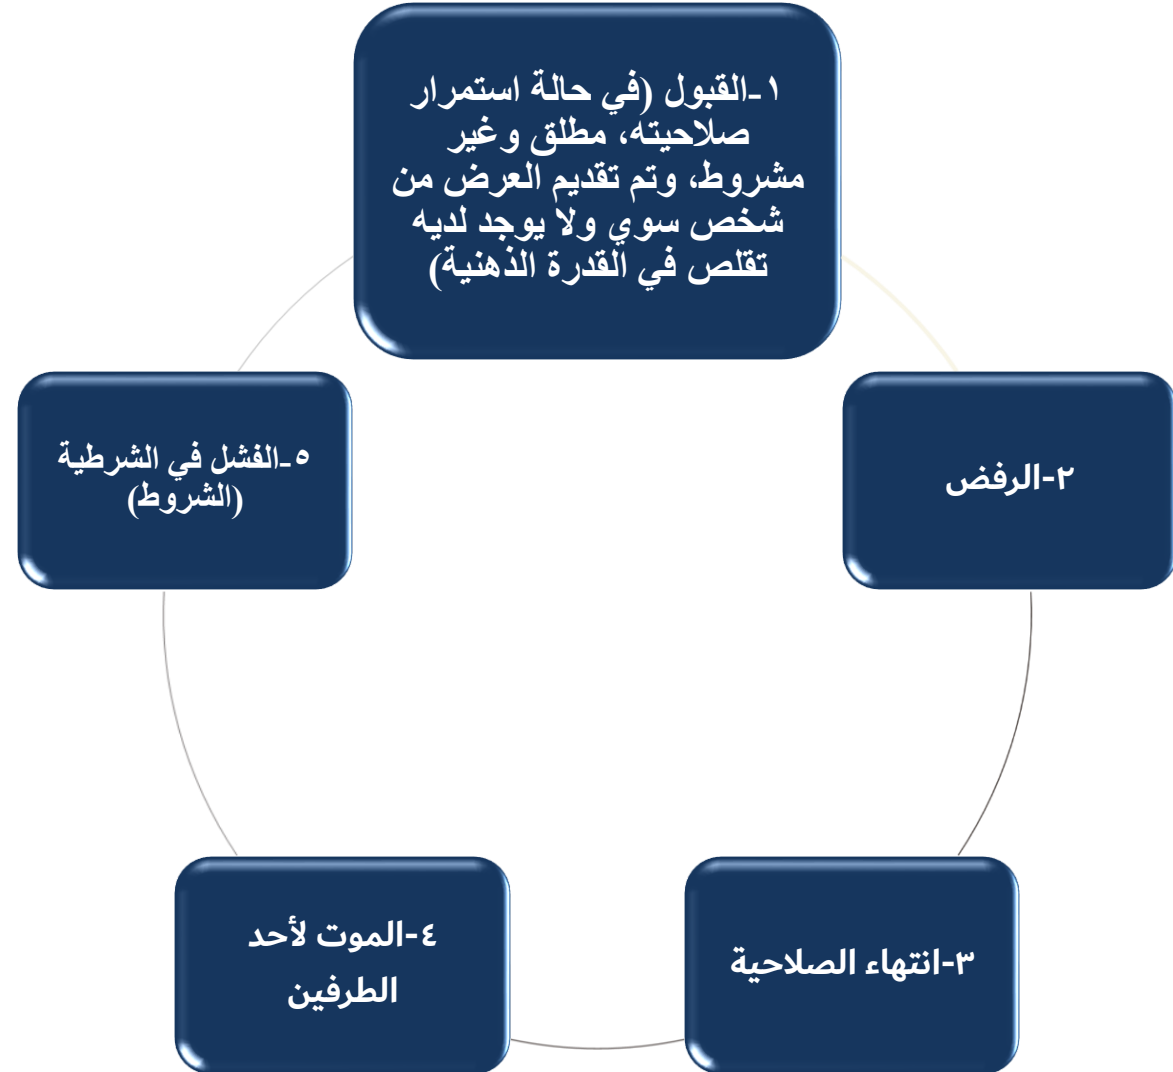 ١-القبول (في حالة استمرار
صلاحيته، مطلق وغير
مشروط، وتم تقديم العرض من
شخص سوي ولا يوجد لديه
تقلص في القدرة الذهنية)
٢-الرفض
٣-انتهاء الصلاحية
٤-الموت لأحد
الطرفين
٥-الفشل في الشرطية
(الشروط)